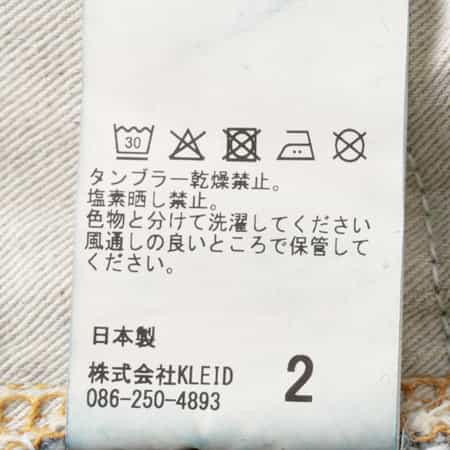 30
タンブラー乾燥禁止。
塩素晒し禁止。
色物と分けて洗濯してください
風通しの良いところで保管して
ください。
日本製
株式会社KLEID
086-250-4893
2